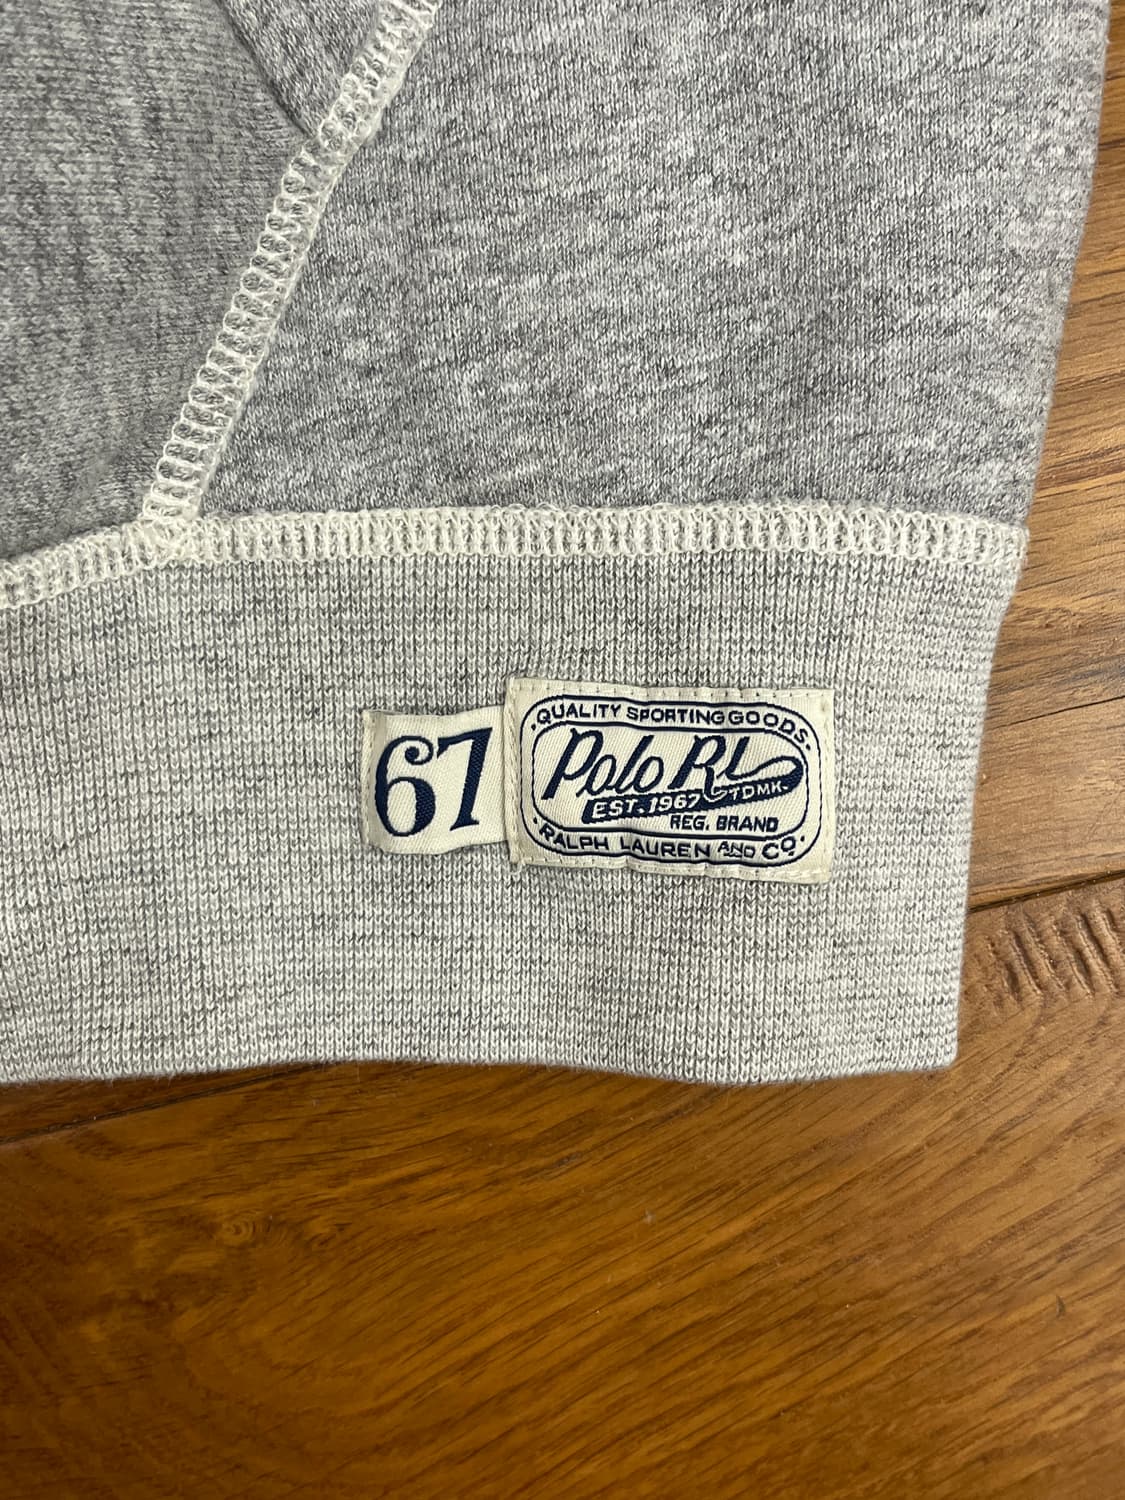 67
·QUALITY SPORTING GOODS·
Polo RL
EST. 1967 TDMK.
REG. BRAND
·RALPH LAUREN AND CO.·